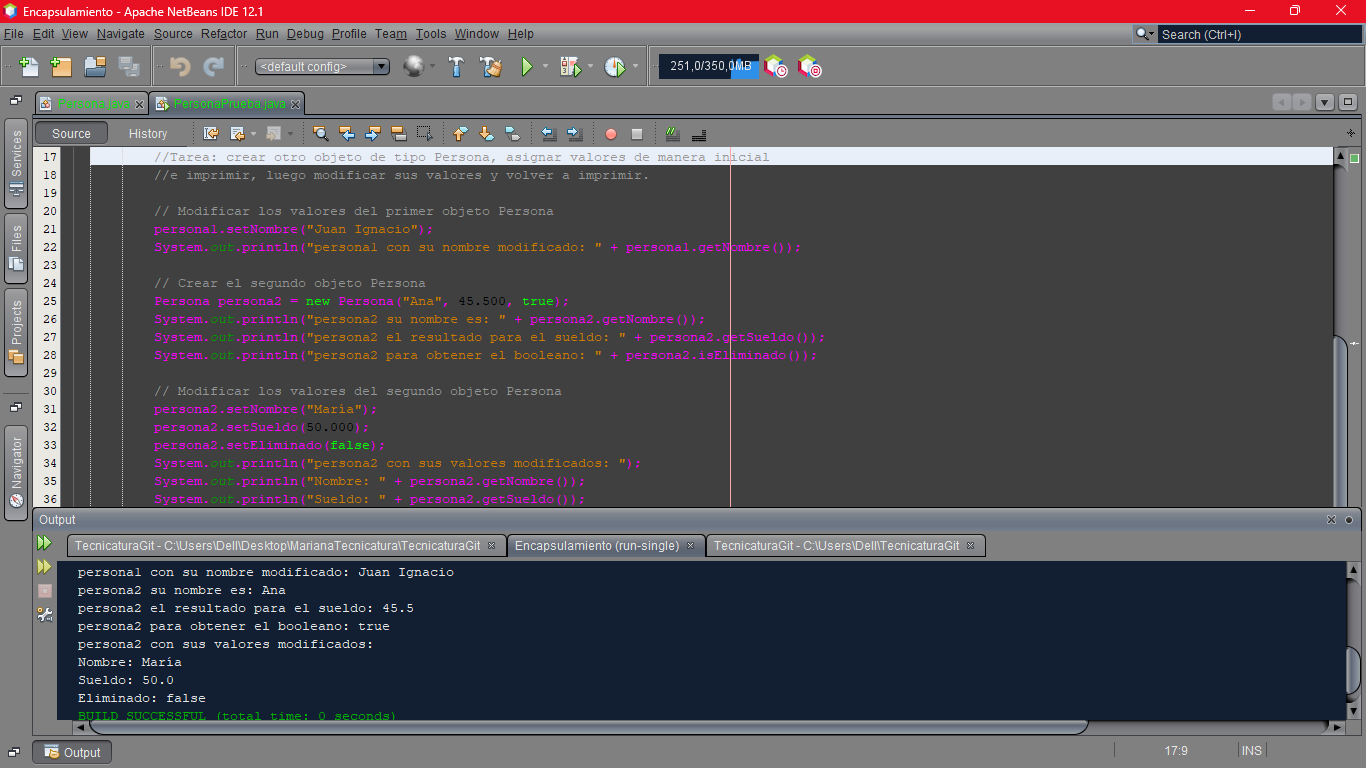 Encapsulamiento - Apache NetBeans IDE 12.1
File Edit View Navigate Source Refactor Run Debug Profile Team Tools Window Help
Search (Ctrl+I)
<default config>
251,0/350,0MB
Persona.java PersonaPrueba.java
Source History
Services
Files
Projects
Navigator
17 //Tarea: crear otro objeto de tipo Persona, asignar valores de manera inicial
18 //e imprimir, luego modificar sus valores y volver a imprimir.
19
20 // Modificar los valores del primer objeto Persona
21 persona1.setNombre("Juan Ignacio");
22 System.out.println("persona1 con su nombre modificado: " + persona1.getNombre());
23
24 // Crear el segundo objeto Persona
25 Persona persona2 = new Persona("Ana", 45.500, true);
26 System.out.println("persona2 su nombre es: " + persona2.getNombre());
27 System.out.println("persona2 el resultado para el sueldo: " + persona2.getSueldo());
28 System.out.println("persona2 para obtener el booleano: " + persona2.isEliminado());
29
30 // Modificar los valores del segundo objeto Persona
31 persona2.setNombre("María");
32 persona2.setSueldo(50.000);
33 persona2.setEliminado(false);
34 System.out.println("persona2 con sus valores modificados: ");
35 System.out.println("Nombre: " + persona2.getNombre());
36 System.out.println("Sueldo: " + persona2.getSueldo());
Output
TecnicaturaGit - C:\Users\Dell\Desktop\MarianaTecnicatura\TecnicaturaGit Encapsulamiento (run-single) TecnicaturaGit - C:\Users\Dell\TecnicaturaGit
persona1 con su nombre modificado: Juan Ignacio
persona2 su nombre es: Ana
persona2 el resultado para el sueldo: 45.5
persona2 para obtener el booleano: true
persona2 con sus valores modificados:
Nombre: María
Sueldo: 50.0
Eliminado: false
BUILD SUCCESSFUL (total time: 0 seconds)
Output
17:9 INS